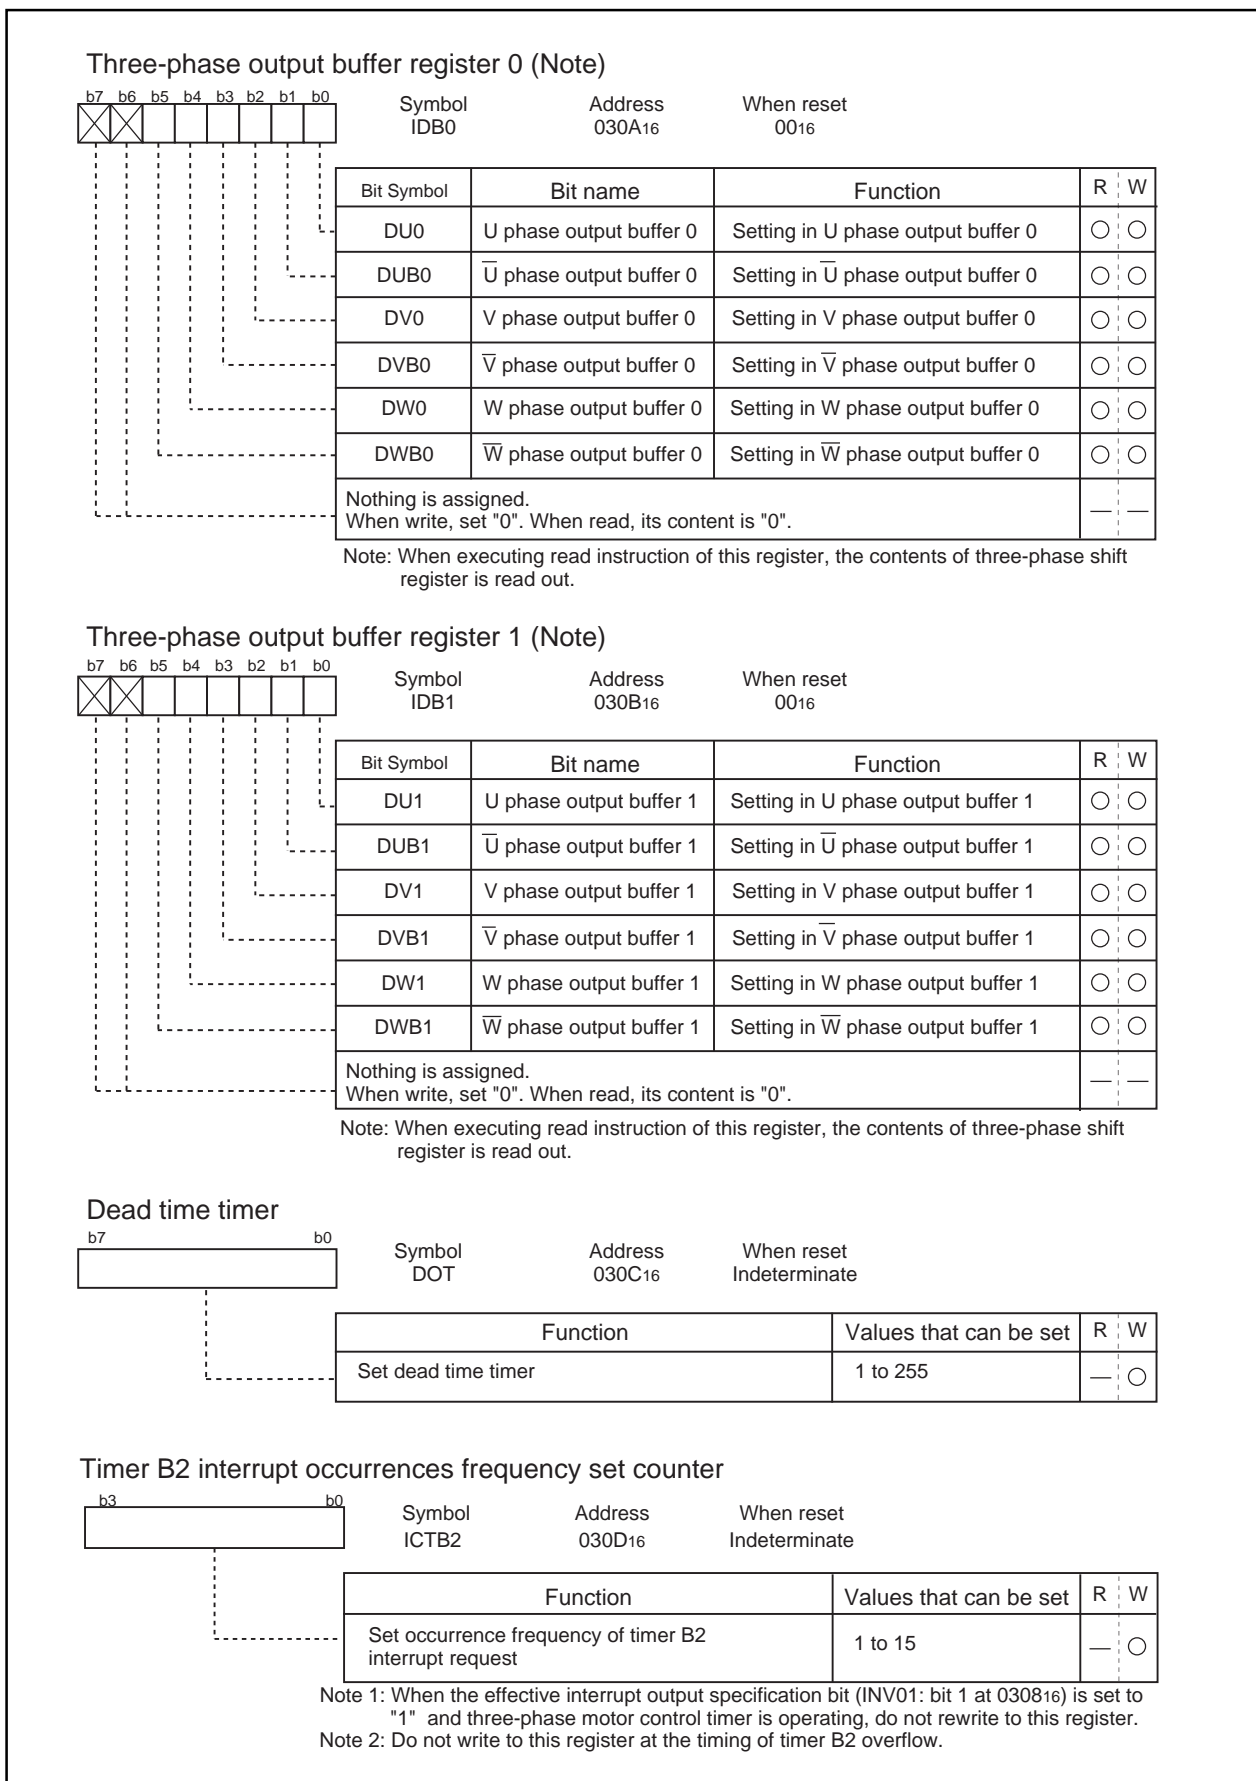 Three-phase output buffer register 0 (Note)
b7 b6 b5 b4 b3 b2 b1 b0
Symbol Address When reset
IDB0 030A16 0016
Bit Symbol Bit name Function R W
DU0 U phase output buffer 0 Setting in U phase output buffer 0
DUB0 U̅ phase output buffer 0 Setting in U̅ phase output buffer 0
DV0 V phase output buffer 0 Setting in V phase output buffer 0
DVB0 V̅ phase output buffer 0 Setting in V̅ phase output buffer 0
DW0 W phase output buffer 0 Setting in W phase output buffer 0
DWB0 W̅ phase output buffer 0 Setting in W̅ phase output buffer 0
Nothing is assigned.
When write, set "0". When read, its content is "0".
Note: When executing read instruction of this register, the contents of three-phase shift
register is read out.
Three-phase output buffer register 1 (Note)
b7 b6 b5 b4 b3 b2 b1 b0
Symbol Address When reset
IDB1 030B16 0016
Bit Symbol Bit name Function R W
DU1 U phase output buffer 1 Setting in U phase output buffer 1
DUB1 U̅ phase output buffer 1 Setting in U̅ phase output buffer 1
DV1 V phase output buffer 1 Setting in V phase output buffer 1
DVB1 V̅ phase output buffer 1 Setting in V̅ phase output buffer 1
DW1 W phase output buffer 1 Setting in W phase output buffer 1
DWB1 W̅ phase output buffer 1 Setting in W̅ phase output buffer 1
Nothing is assigned.
When write, set "0". When read, its content is "0".
Note: When executing read instruction of this register, the contents of three-phase shift
register is read out.
Dead time timer
b7 b0
Symbol Address When reset
DOT 030C16 Indeterminate
Function Values that can be set R W
Set dead time timer 1 to 255 —
Timer B2 interrupt occurrences frequency set counter
b3 b0
Symbol Address When reset
ICTB2 030D16 Indeterminate
Function Values that can be set R W
Set occurrence frequency of timer B2
interrupt request 1 to 15 —
Note 1: When the effective interrupt output specification bit (INV01: bit 1 at 030816) is set to
"1" and three-phase motor control timer is operating, do not rewrite to this register.
Note 2: Do not write to this register at the timing of timer B2 overflow.